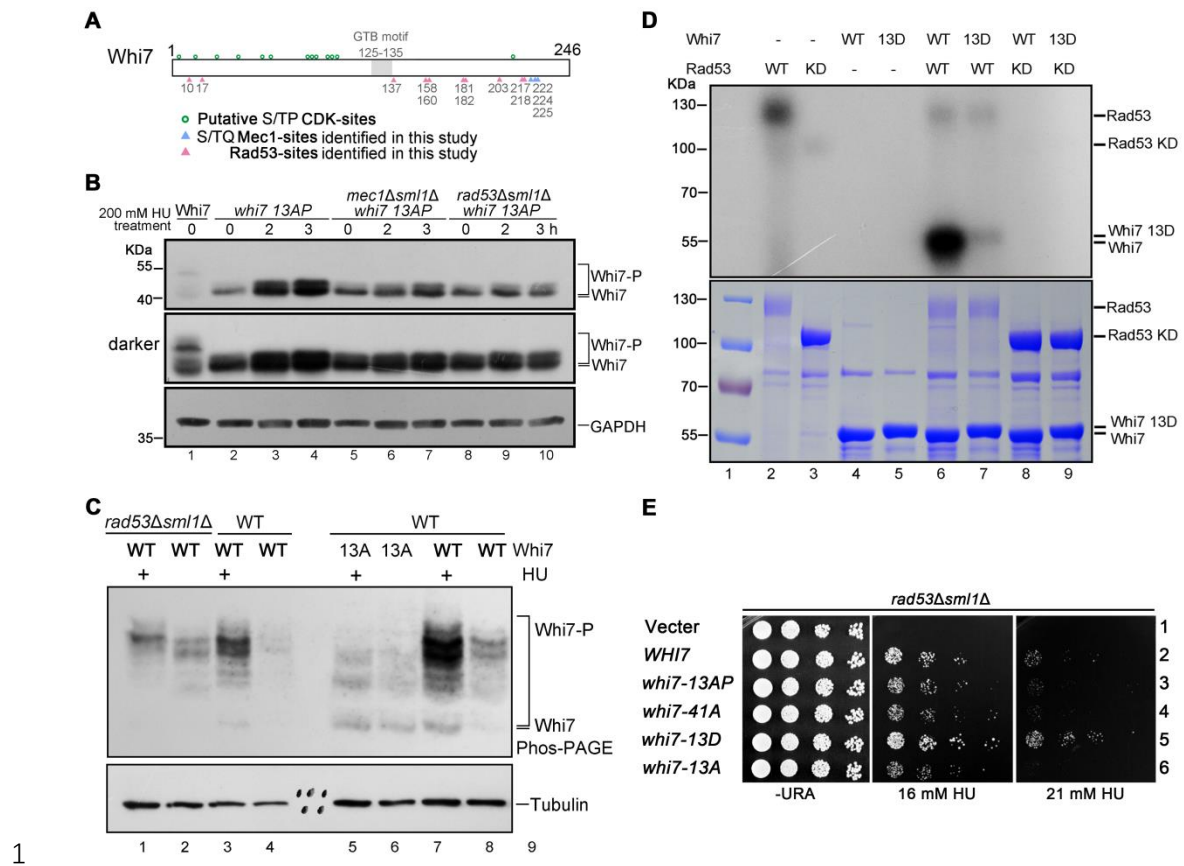 A
Whi7
1
GTB motif
125-135
246
10 17 137 158 181 203 217 222
160 182 218 224
225
Putative S/TP CDK-sites
S/TQ Mec1-sites identified in this study
Rad53-sites identified in this study
B
mec1Δsml1Δ rad53Δsml1Δ
200 mM HU Whi7 whi7 13AP whi7 13AP whi7 13AP
treatment 0 0 2 3 0 2 3 0 2 3 h
KDa
55
40
Whi7-P
Whi7
darker
Whi7-P
Whi7
35
GAPDH
1 2 3 4 5 6 7 8 9 10
C
rad53Δsml1Δ WT WT
WT WT WT WT 13A 13A WT WT Whi7
+ + + + HU
Whi7-P
Whi7
Phos-PAGE
Tubulin
1 2 3 4 5 6 7 8 9
D
Whi7 - - WT 13D WT 13D WT 13D
Rad53 WT KD - - WT WT KD KD
KDa
130
100
70
55
Rad53
Rad53 KD
Whi7 13D
Whi7
130
100
70
55
Rad53
Rad53 KD
Whi7 13D
Whi7
1 2 3 4 5 6 7 8 9
E
rad53Δsml1Δ
Vecter 1
WHI7 2
whi7-13AP 3
whi7-41A 4
whi7-13D 5
whi7-13A 6
-URA 16 mM HU 21 mM HU
1